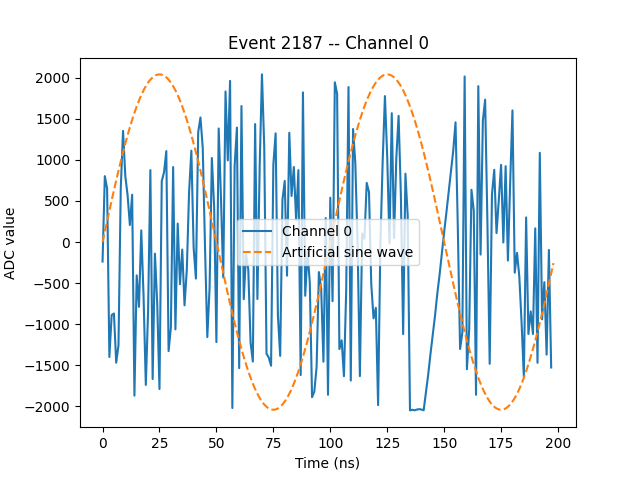 Event 2187 -- Channel 0
ADC value
2000
1500
1000
500
0
−500
−1000
−1500
−2000
Channel 0
Artificial sine wave
0 25 50 75 100 125 150 175 200
Time (ns)